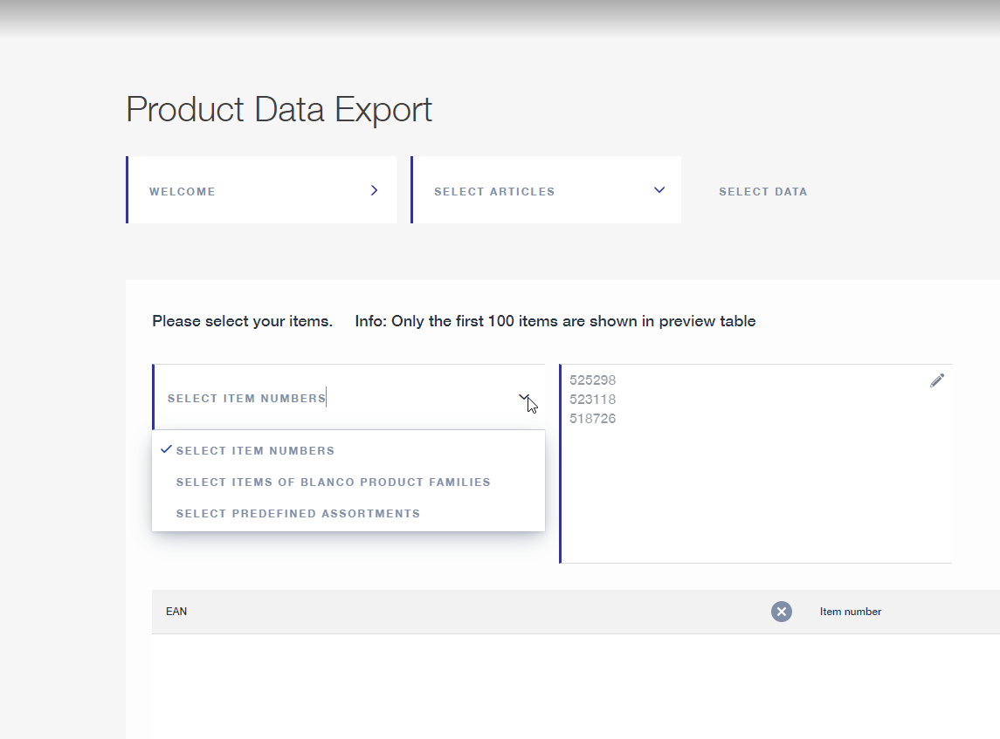 Product Data Export
WELCOME
SELECT ARTICLES
SELECT DATA
Please select your items. Info: Only the first 100 items are shown in preview table
SELECT ITEM NUMBERS
SELECT ITEM NUMBERS
SELECT ITEMS OF BLANCO PRODUCT FAMILIES
SELECT PREDEFINED ASSORTMENTS
525298
523118
518726
EAN
Item number